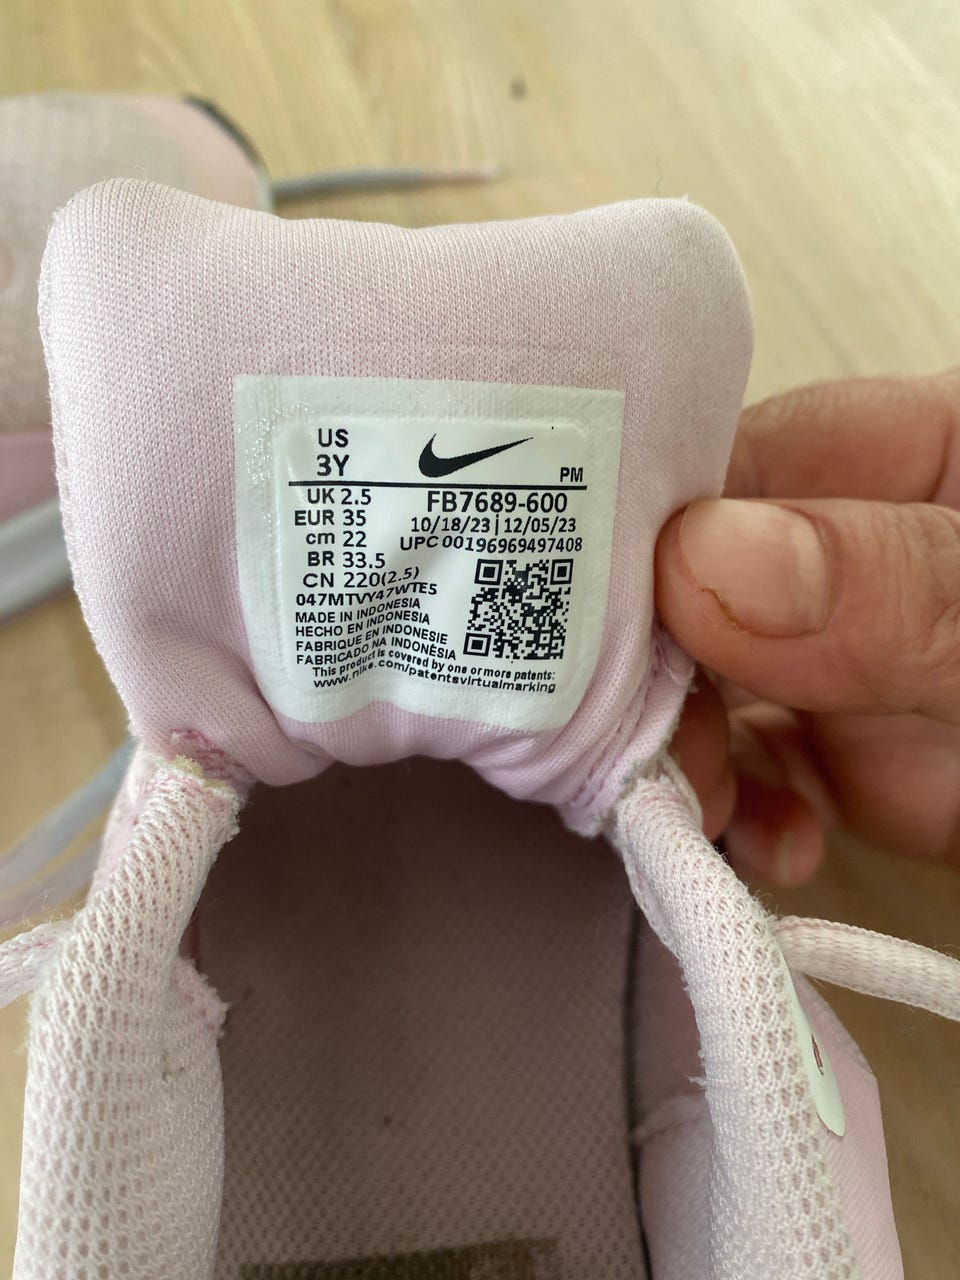 US
3Y
PM
UK 2.5
EUR 35
cm 22
BR 33.5
CN 220(2.5)
FB7689-600
10/18/23 | 12/05/23
UPC 00196969497408
047MTVY47WTE5
MADE IN INDONESIA
HECHO EN INDONESIA
FABRIQUE EN INDONESIE
FABRICADO NA INDONÉSIA
This product is covered by one or more patents:
www.nike.com/patentsvirtualmarking